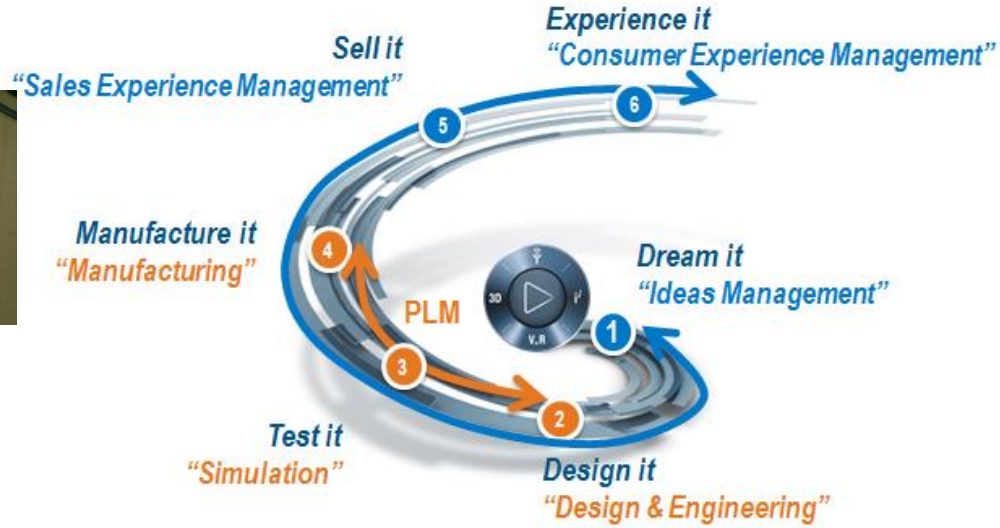 Experience it
“Consumer Experience Management”
Sell it
“Sales Experience Management”
6
5
Manufacture it
“Manufacturing”
4
Dream it
“Ideas Management”
3D
V.R
PLM
1
3
2
Test it
“Simulation”
Design it
“Design & Engineering”